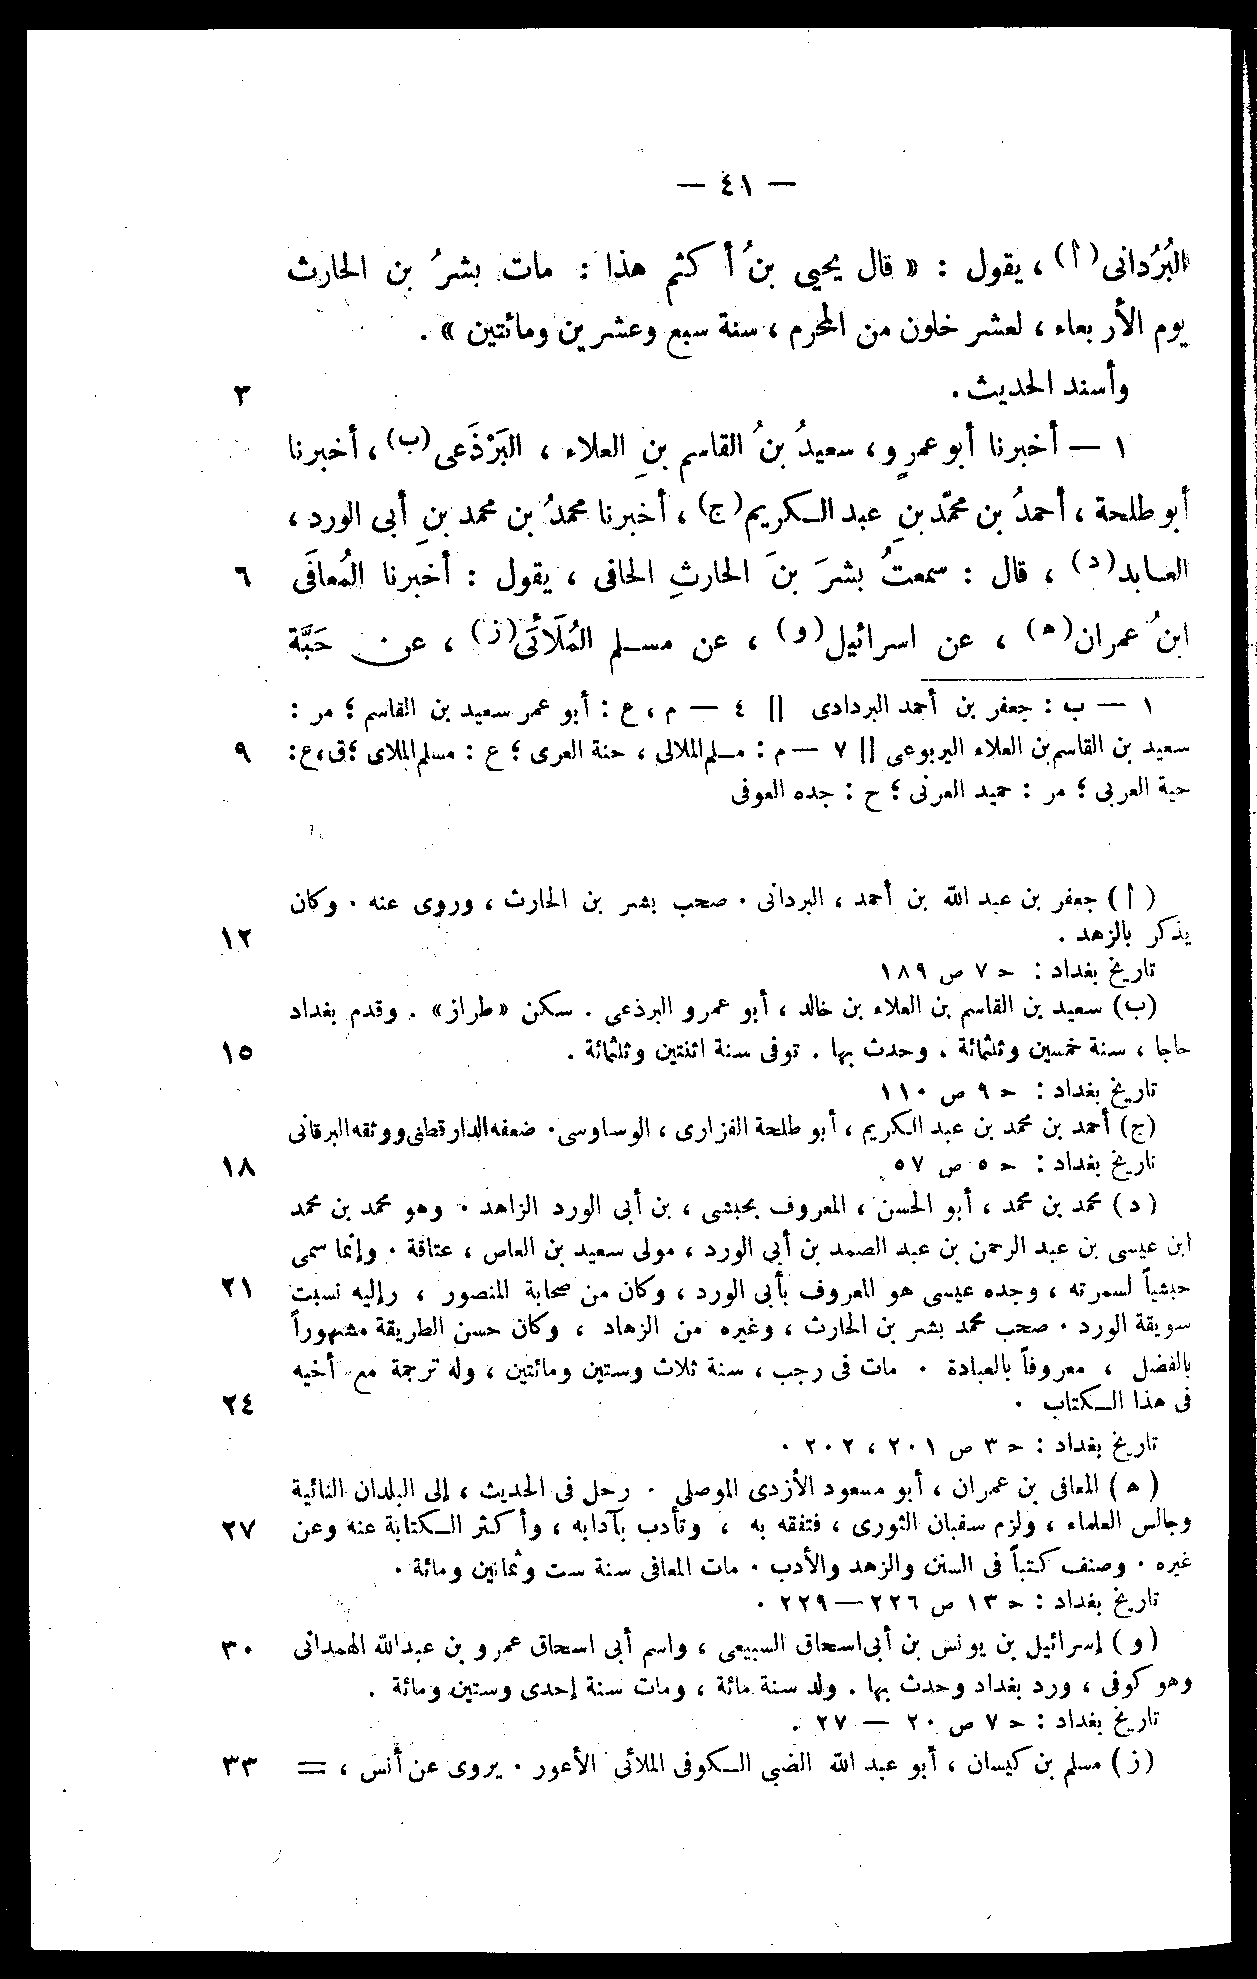 — ٤١ —
البُرُدانى(أ) ، يقول : « قال يحيى بنُ أكثم هذا : مات بشرُ بن الحارث
يوم الأربعاء ، لعشر خلون من المحرم ، سنة سبع وعشرين ومائتين » .
وأسند الحديث . ٣
١ — أخبرنا أبو عمرٍو ، سعيدُ بنُ القاسم بنِ العلاء ، البَرْذَعى(ب) ، أخبرنا
أبو طلحة ، أحمدُ بن محمّد بنِ عبد الكريم(ج) ، أخبرنا محمدُ بن محمد بنِ أبى الورد ،
العابد(د) ، قال : سمعتُ بشرَ بنَ الحارثِ الحافى ، يقول : أخبرنا المُعافَى ٦
ابنُ عمران(ه) ، عن اسرائيل(و) ، عن مسلم المُلَائَى(ز) ، عن حَبَّة
١ — ب : جعفر بن أحمد البردادى || ٤ — م ، ع : أبو عمر سعيد بن القاسم ؛ مر :
سعيد بن القاسم بن العلاء اليربوعى || ٧ — م : مسلم الملالى ، حنة العرى ؛ ع : مسلم الملاى ؛ ق ، ع : ٩
حية العربى ؛ مر : حميد العرنى ؛ ح : جده العوفى
( أ ) جعفر بن عبد الله بن أحمد ، البردانى . صحب بشر بن الحارث ، وروى عنه . وكان
يذكر بالزهد . ١٢
تاريخ بغداد : ح ٧ ص ١٨٩
(ب) سعيد بن القاسم بن العلاء بن خالد ، أبو عمرو البرذعى . سكن « طراز » . وقدم بغداد
حاجا ، سنة خمسين وثلثمائة . وحدث بها . توفى سنة اثنتين وثلثمائة . ١٥
تاريخ بغداد : ح ٩ ص ١١٠
(ج) أحمد بن محمد بن عبد الكريم ، أبو طلحة الفزارى ، الوساوسى . ضعفه الدارقطنى ووثقه البرقانى
تاريخ بغداد : ح ٥ ص ٥٧ ١٨
( د ) محمد بن محمد ، أبو الحسن ، المعروف بحبشى ، بن أبى الورد الزاهد . وهو محمد بن محمد
ابن عيسى بن عبد الرحمن بن عبد الصمد بن أبى الورد ، مولى سعيد بن العاص ، عتاقة . وإنما سمى
حبشياً لسمرته ، وجده عيسى هو المعروف بأبى الورد ، وكان من صحابة المنصور ، وإليه نسبت ٢١
سويقة الورد . صحب محمد بشر بن الحارث ، وغيره من الزهاد ، وكان حسن الطريقة مشهوراً
بالفضل ، معروفاً بالعبادة . مات فى رجب ، سنة ثلاث وستين ومائتين ، وله ترجمة مع أخيه
فى هذا الكتاب . ٢٤
تاريخ بغداد : ح ٣ ص ٢٠١ ، ٢٠٢ .
( ه ) المعافى بن عمران ، أبو مسعود الأزدى الموصلى . رحل فى الحديث ، إلى البلدان النائية
وجالس العلماء ، ولزم سفيان الثورى ، فتفقه به ، وتأدب بآدابه ، وأكثر الكتابة عنه وعن ٢٧
غيره . وصنف كتباً فى السنن والزهد والأدب . مات المعافى سنة ست وثمانين ومائة .
تاريخ بغداد : ح ١٣ ص ٢٢٦ — ٢٢٩ .
( و ) إسرائيل بن يونس بن أبى اسحاق السبيعى ، واسم أبى اسحاق عمرو بن عبدالله الهمدانى ٣٠
وهو كوفى ، ورد بغداد وحدث بها . ولد سنة مائة ، ومات سنة إحدى وستين ومائة .
تاريخ بغداد : ح ٧ ص ٢٠ — ٢٧ .
( ز ) مسلم بن كيسان ، أبو عبد الله الضبى الكوفى الملائى الأعور . يروى عن أنس ، = ٣٣